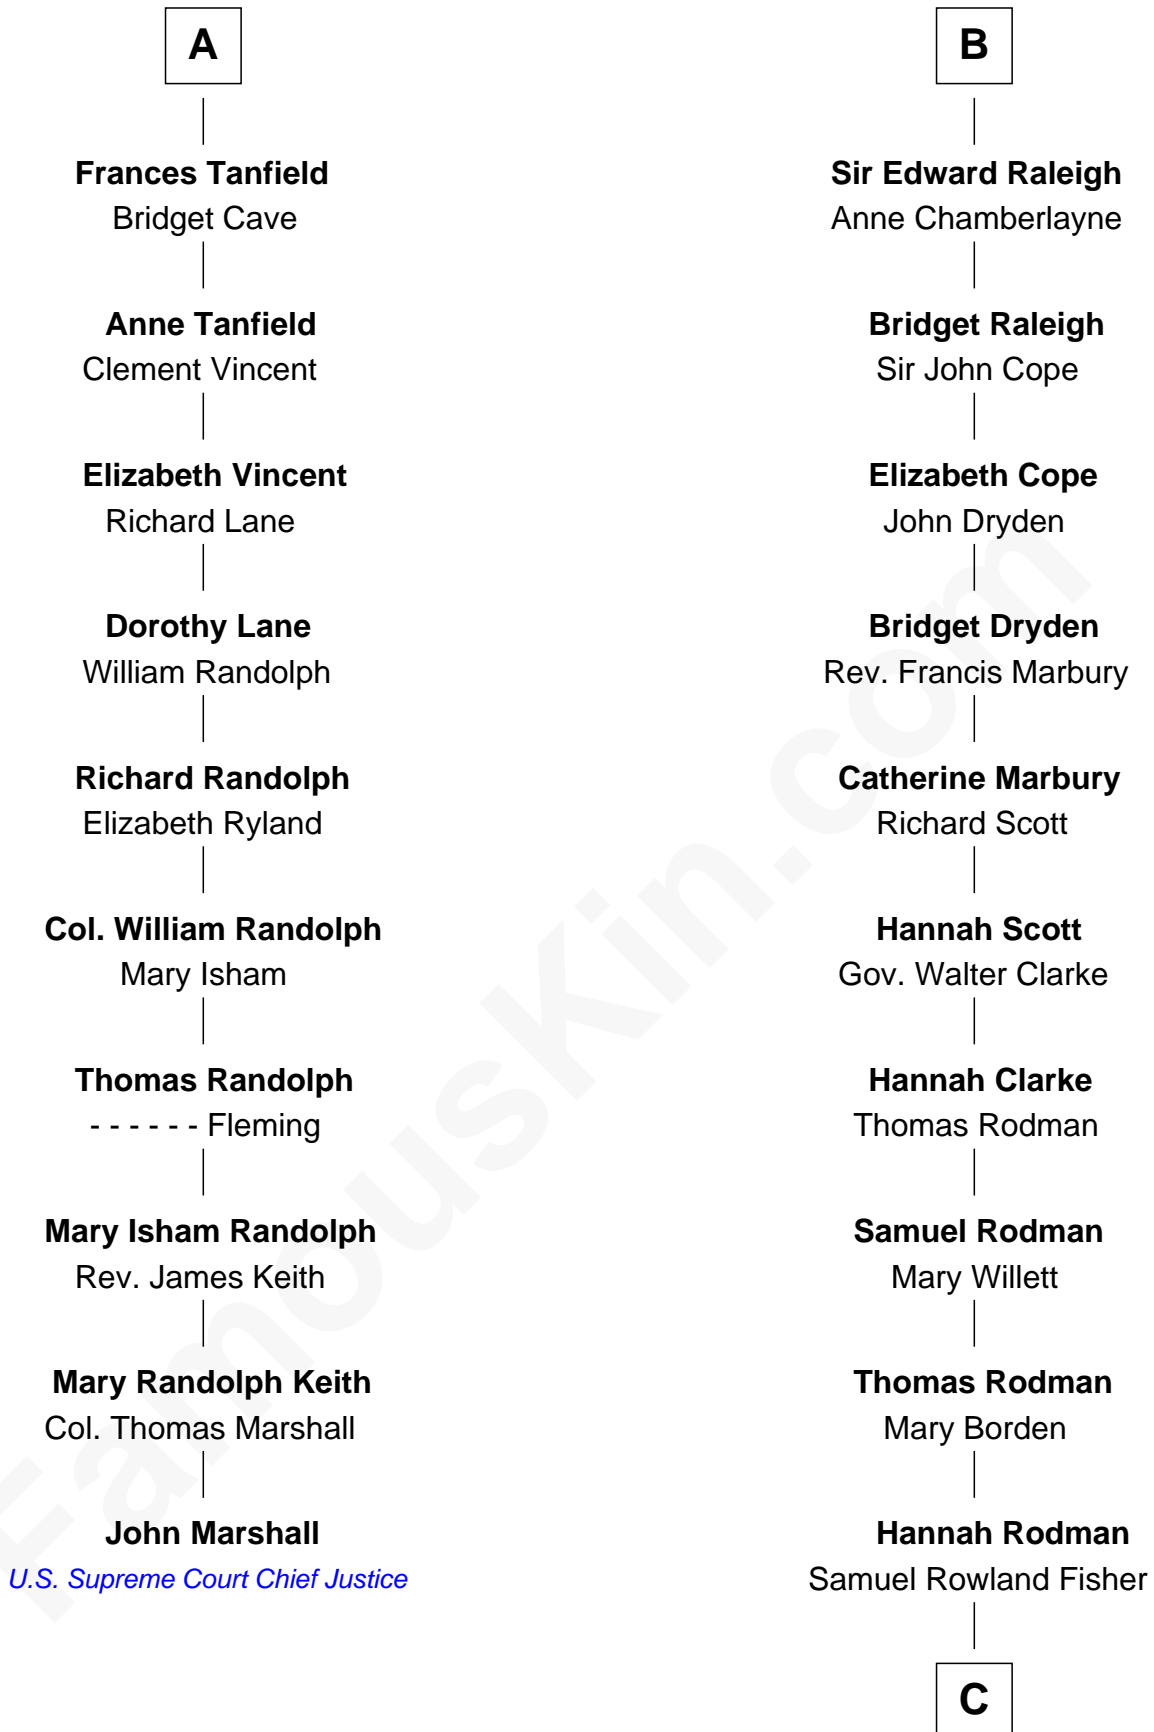 A
Frances Tanfield
Bridget Cave
Anne Tanfield
Clement Vincent
Elizabeth Vincent
Richard Lane
Dorothy Lane
William Randolph
Richard Randolph
Elizabeth Ryland
Col. William Randolph
Mary Isham
Thomas Randolph
- - - - - - Fleming
Mary Isham Randolph
Rev. James Keith
Mary Randolph Keith
Col. Thomas Marshall
John Marshall
U.S. Supreme Court Chief Justice
B
Sir Edward Raleigh
Anne Chamberlayne
Bridget Raleigh
Sir John Cope
Elizabeth Cope
John Dryden
Bridget Dryden
Rev. Francis Marbury
Catherine Marbury
Richard Scott
Hannah Scott
Gov. Walter Clarke
Hannah Clarke
Thomas Rodman
Samuel Rodman
Mary Willett
Thomas Rodman
Mary Borden
Hannah Rodman
Samuel Rowland Fisher
C
FamousKin.com